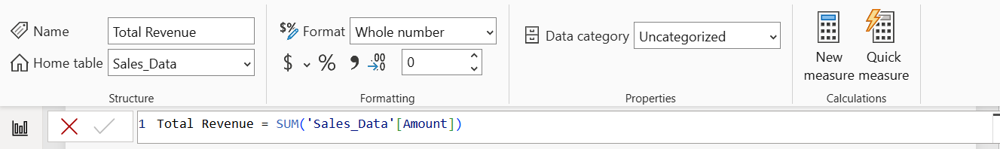 Name Total Revenue
Home table Sales_Data
Structure
$% Format Whole number
$ % , .00 .0 0
Formatting
Data category Uncategorized
Properties
New measure
Quick measure
Calculations
1 Total Revenue = SUM('Sales_Data'[Amount])